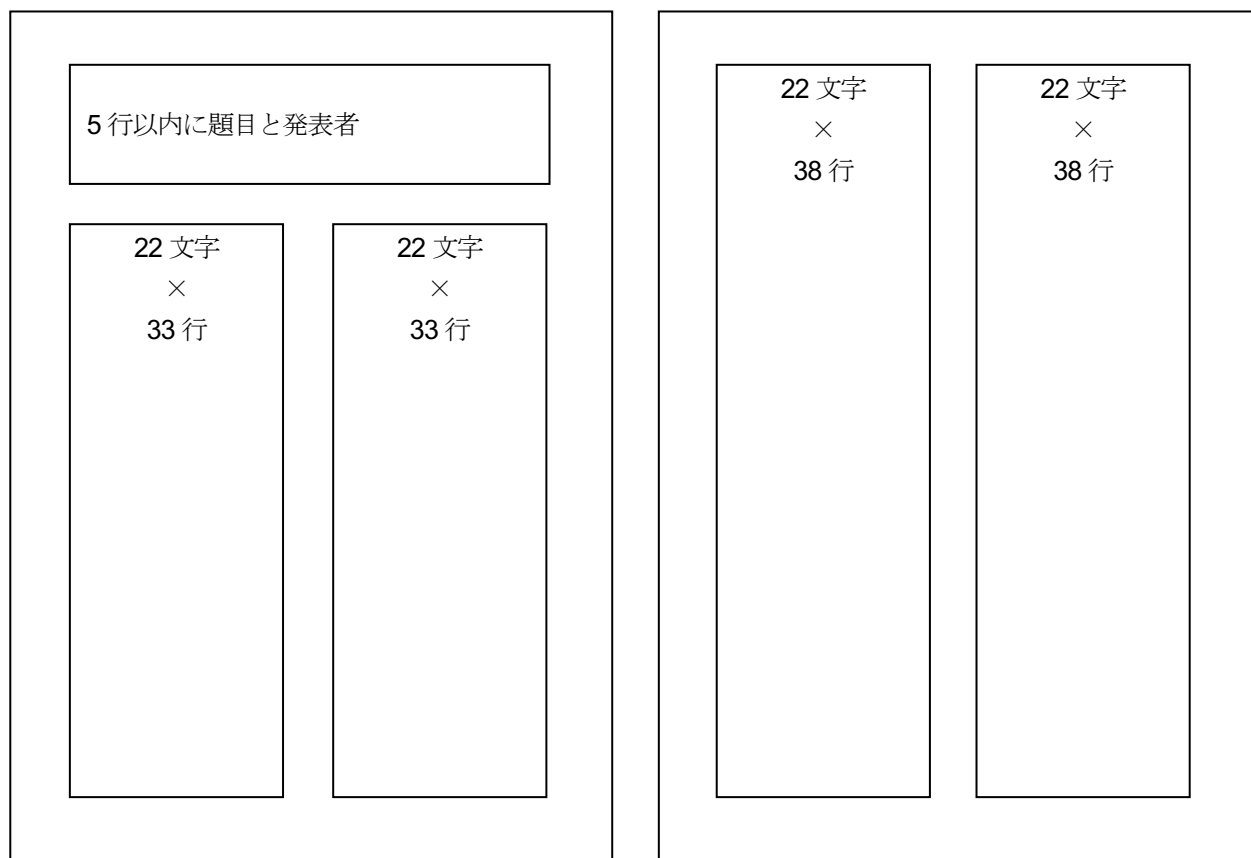 5 行以内に題目と発表者
22 文字
×
33 行
22 文字
×
33 行
22 文字
×
38 行
22 文字
×
38 行